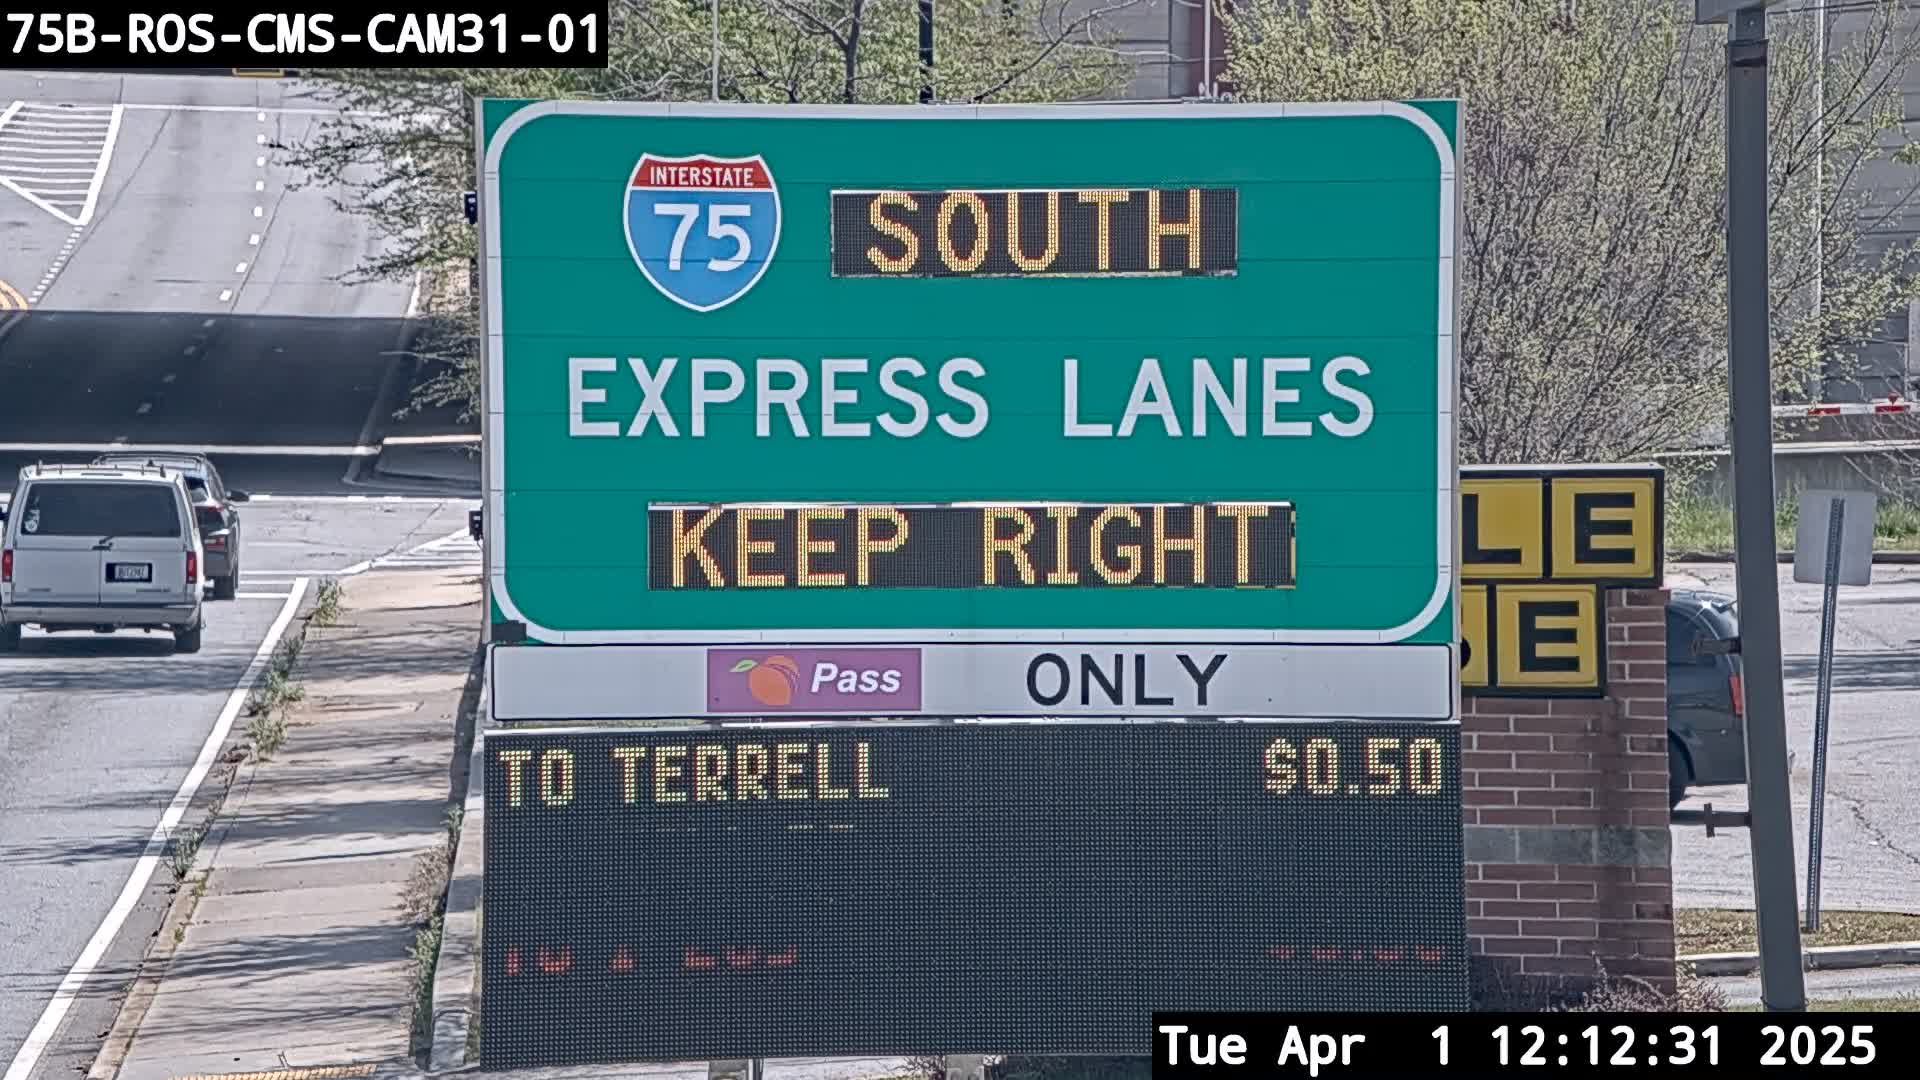 75B-ROS-CMS-CAM31-01
INTERSTATE
75
SOUTH
EXPRESS LANES
KEEP RIGHT
Pass ONLY
TO TERRELL $0.50
LE
E
Tue Apr 1 12:12:31 2025